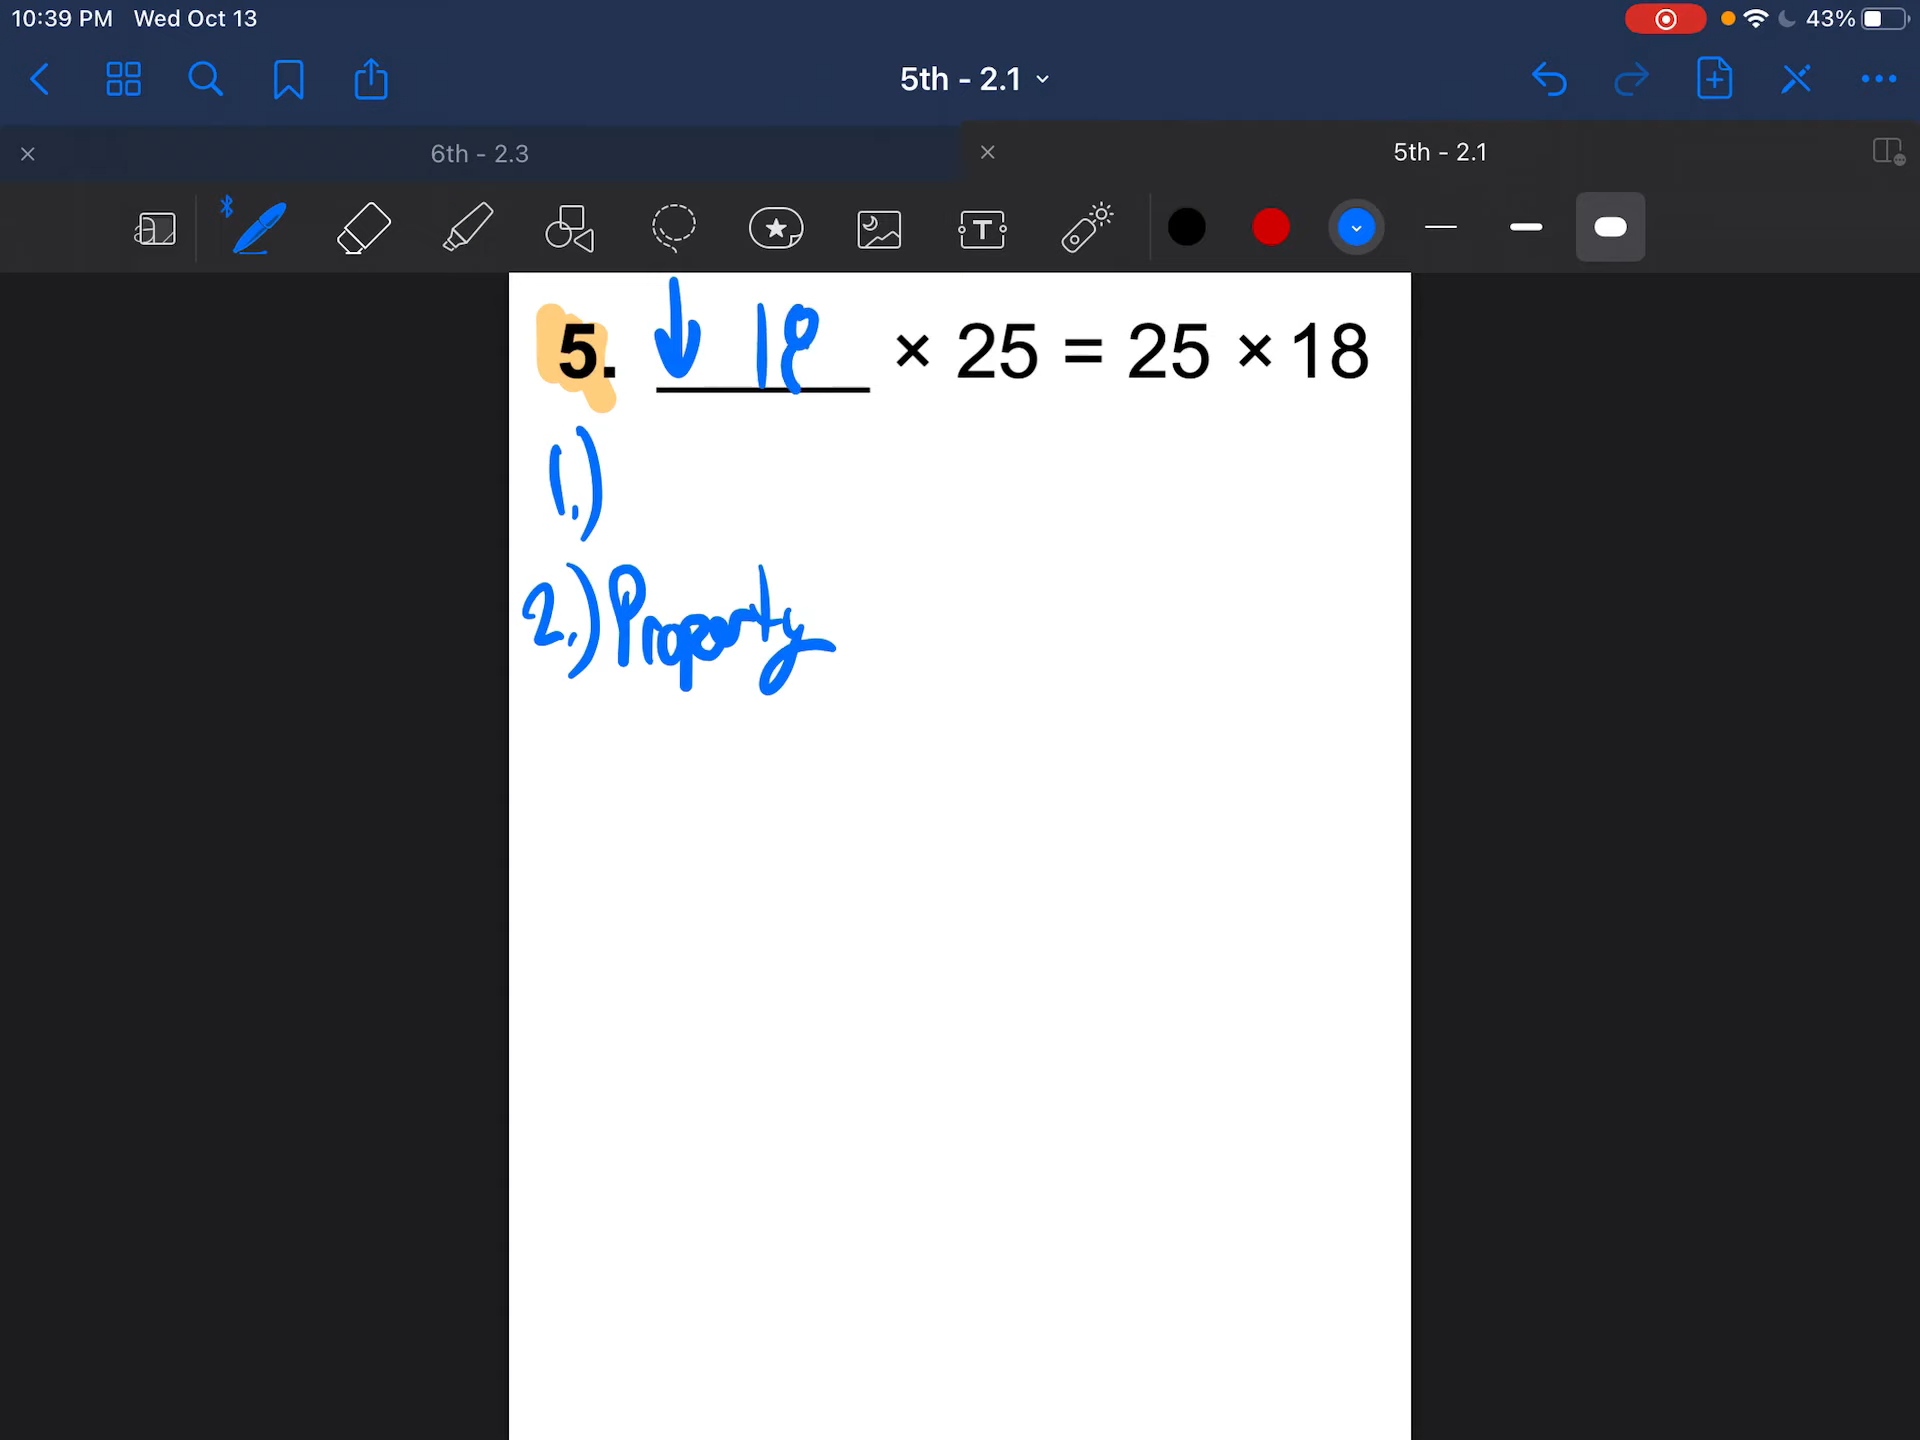 10:39 PM Wed Oct 13 43%
5th - 2.1
6th - 2.3 5th - 2.1
5. 18 × 25 = 25 × 18
1.)
2.) Property